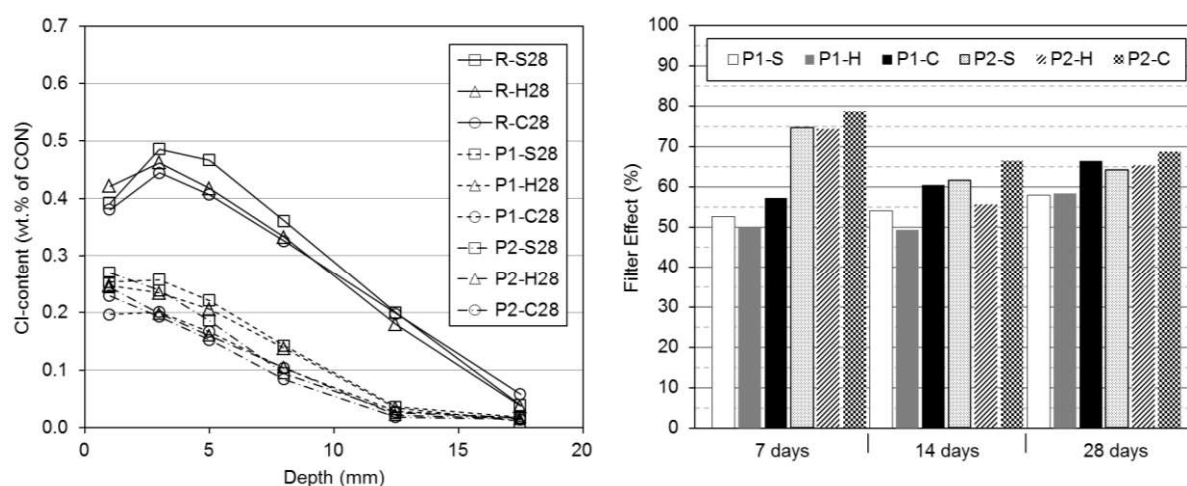 0.7
0.6
0.5
0.4
0.3
0.2
0.1
0.0
0
5
10
15
20
Cl-content (wt.% of CON)
Depth (mm)
R-S28
R-H28
R-C28
P1-S28
P1-H28
P1-C28
P2-S28
P2-H28
P2-C28
100
90
80
70
60
50
40
30
20
10
0
Filter Effect (%)
P1-S P1-H P1-C P2-S P2-H P2-C
7 days 14 days 28 days